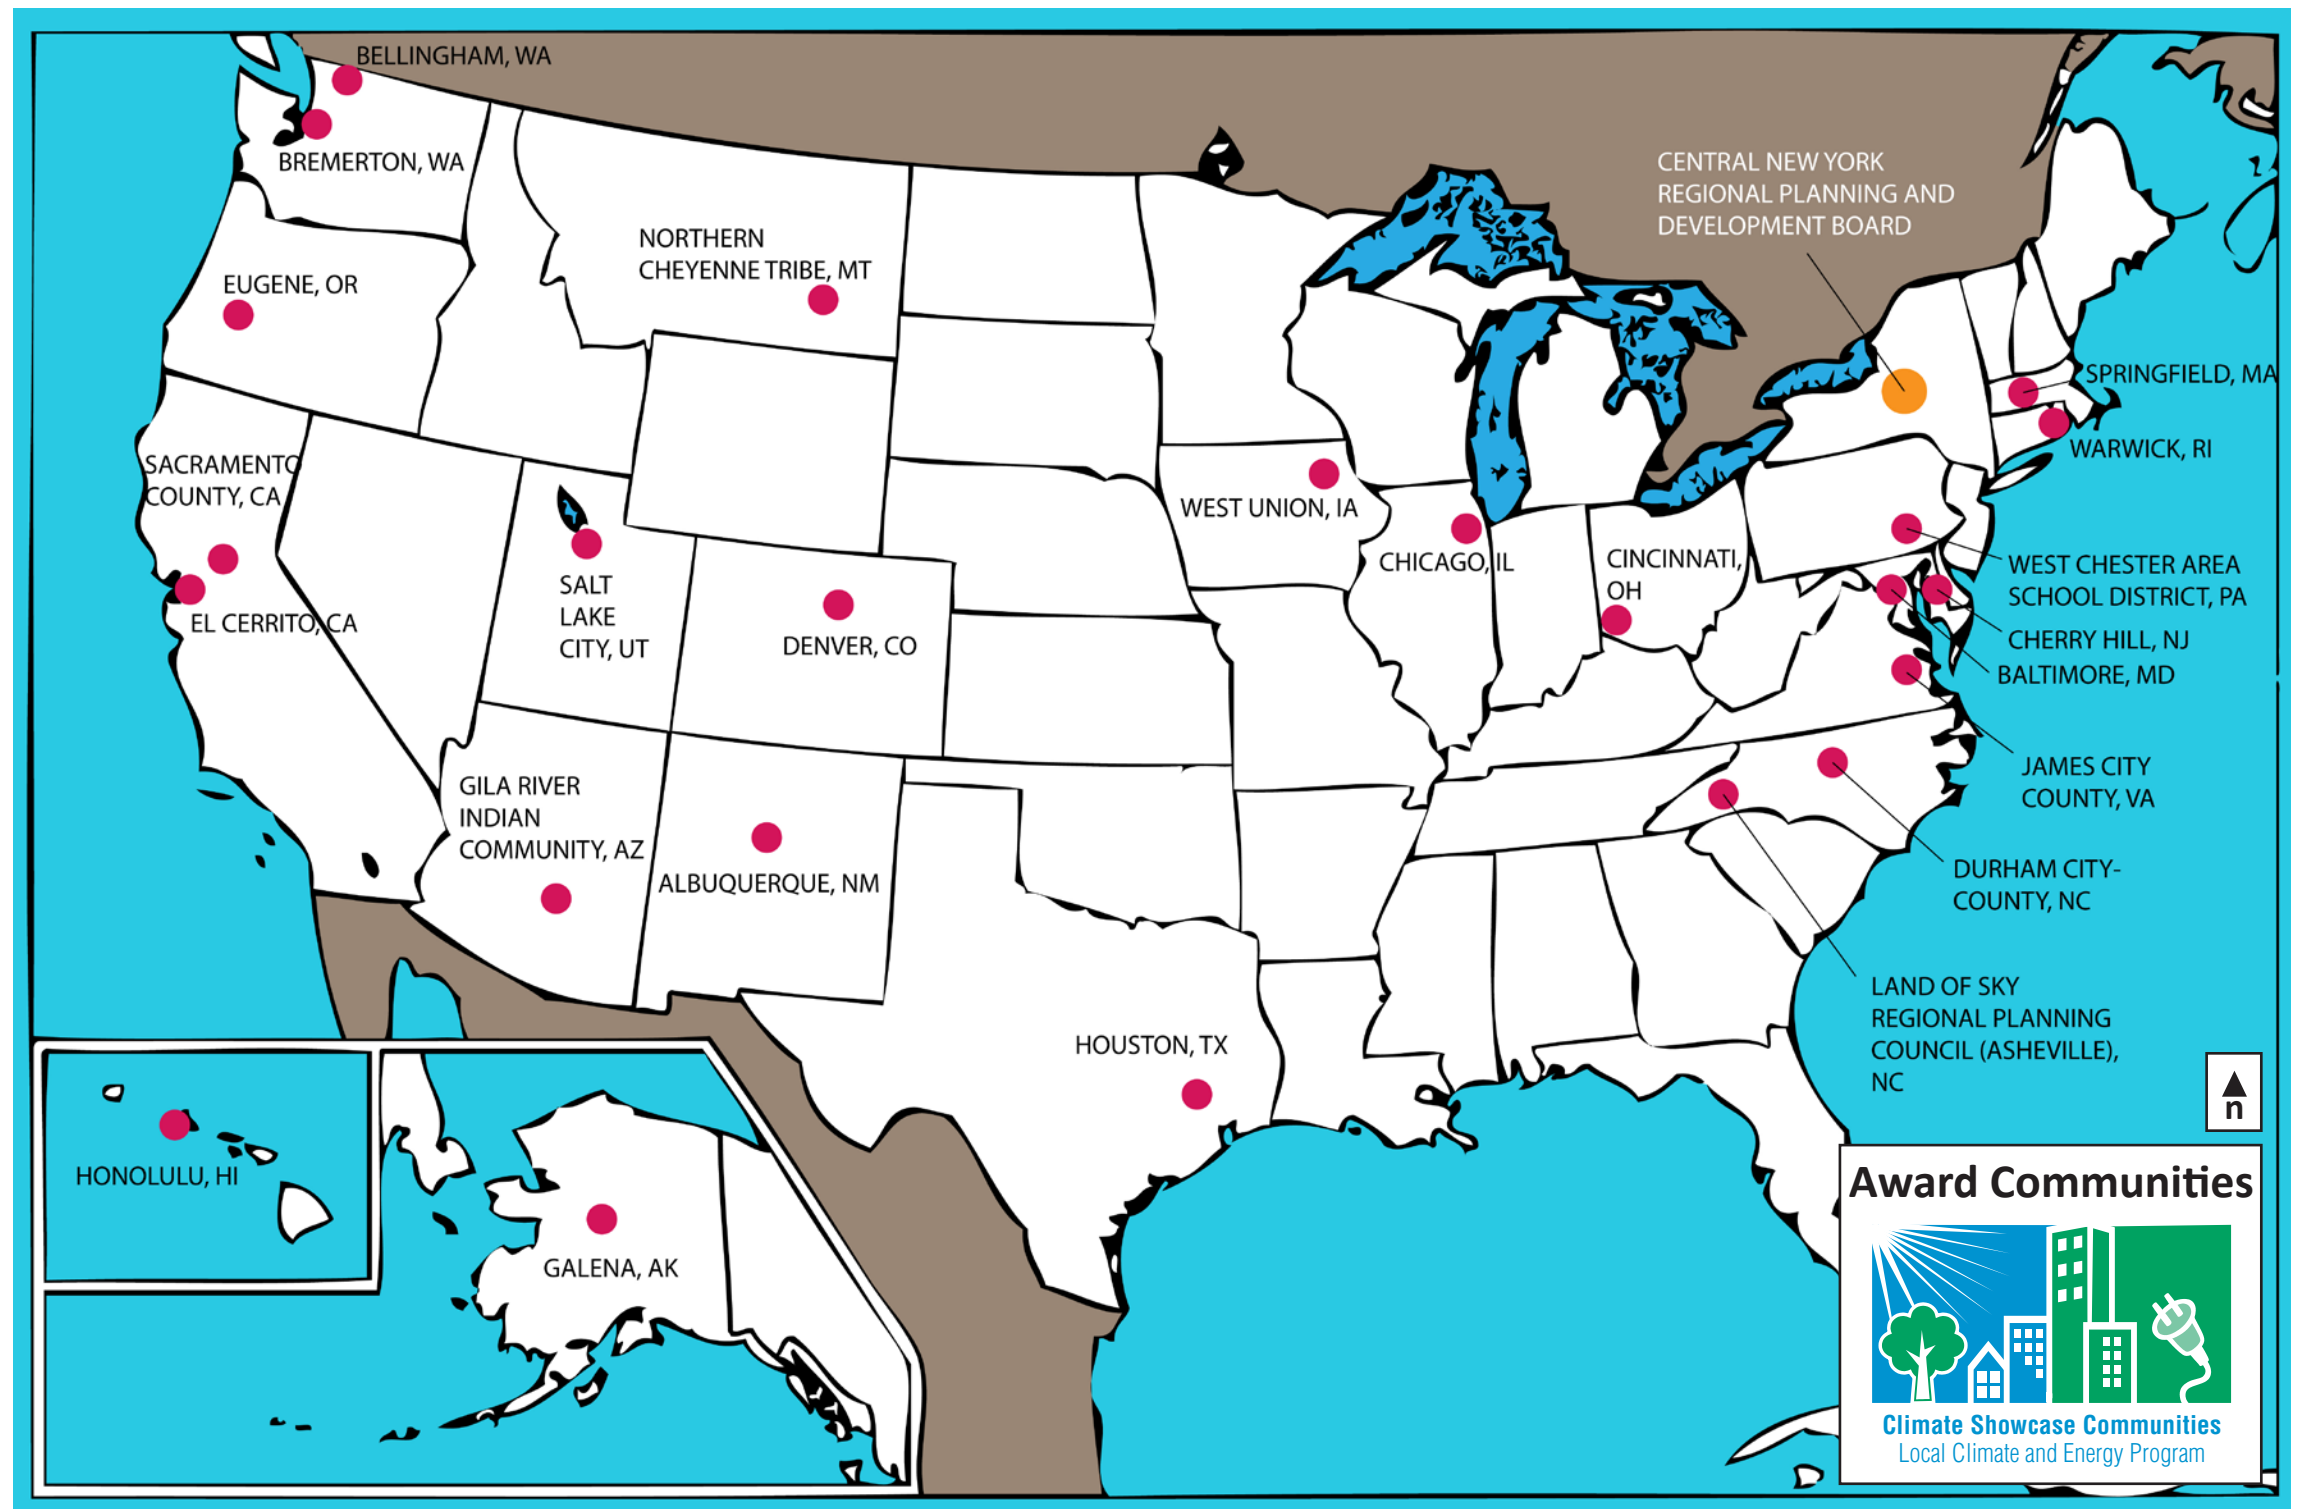 BELLINGHAM, WA
BREMERTON, WA
EUGENE, OR
NORTHERN
CHEYENNE TRIBE, MT
CENTRAL NEW YORK
REGIONAL PLANNING AND
DEVELOPMENT BOARD
SPRINGFIELD, MA
WARWICK, RI
SACRAMENTO
COUNTY, CA
EL CERRITO, CA
SALT
LAKE
CITY, UT
DENVER, CO
WEST UNION, IA
CHICAGO, IL
CINCINNATI,
OH
WEST CHESTER AREA
SCHOOL DISTRICT, PA
CHERRY HILL, NJ
BALTIMORE, MD
JAMES CITY
COUNTY, VA
GILA RIVER
INDIAN
COMMUNITY, AZ
ALBUQUERQUE, NM
DURHAM CITY-
COUNTY, NC
LAND OF SKY
REGIONAL PLANNING
COUNCIL (ASHEVILLE),
NC
HOUSTON, TX
HONOLULU, HI
GALENA, AK
n
Award Communities
Climate Showcase Communities
Local Climate and Energy Program